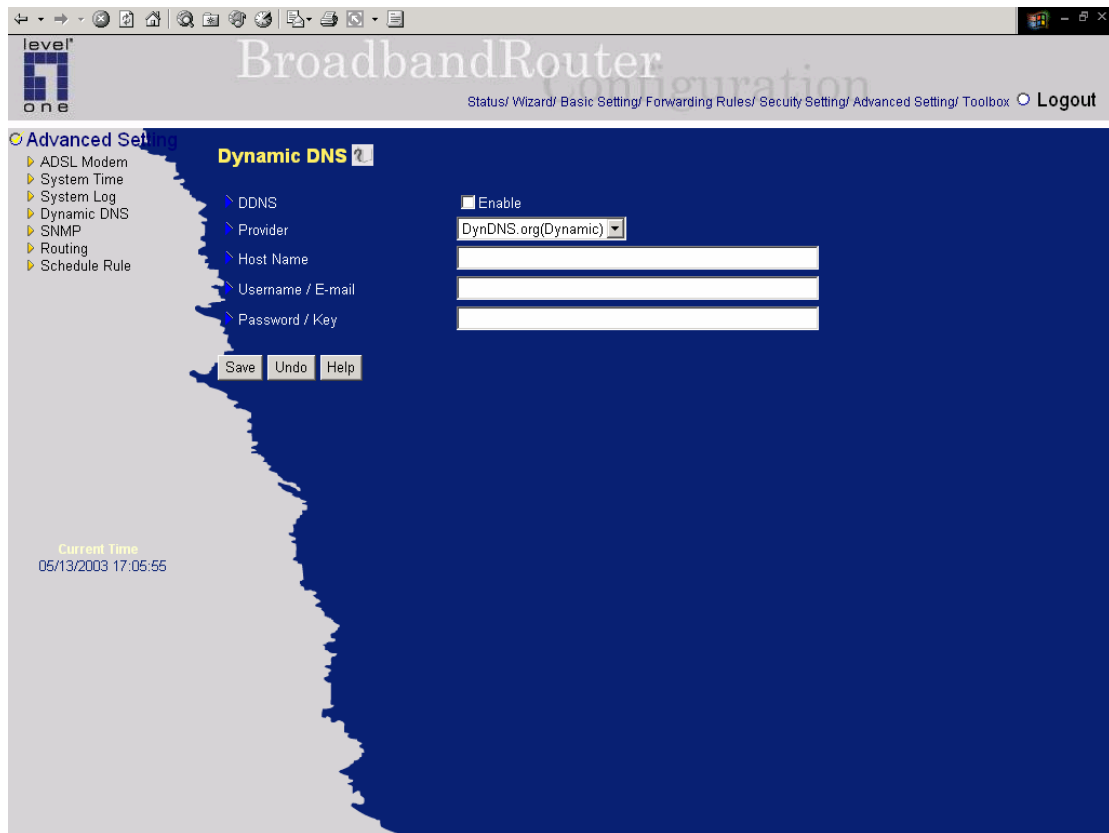 level
one
BroadbandRouter
Configuration
Status/ Wizard/ Basic Setting/ Forwarding Rules/ Secuity Setting/ Advanced Setting/ Toolbox Logout
Advanced Setting
ADSL Modem
System Time
System Log
Dynamic DNS
SNMP
Routing
Schedule Rule
Dynamic DNS
DDNS Enable
Provider DynDNS.org(Dynamic)
Host Name
Username / E-mail
Password / Key
Save Undo Help
Current Time
05/13/2003 17:05:55